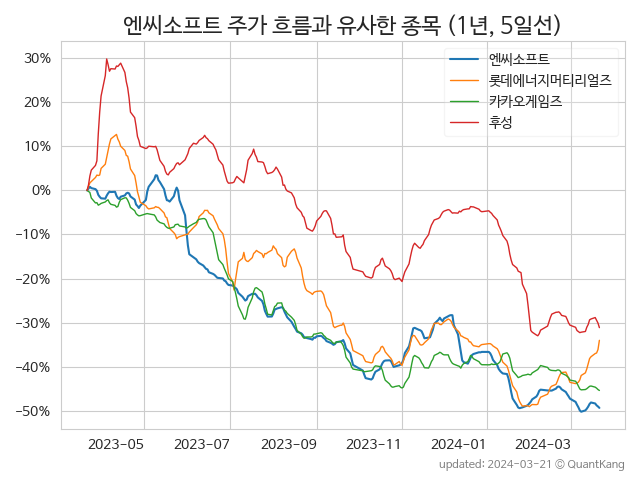 엔씨소프트 주가 흐름과 유사한 종목 (1년, 5일선)
엔씨소프트
롯데에너지머티리얼즈
카카오게임즈
후성
30%
20%
10%
0%
−10%
−20%
−30%
−40%
−50%
2023-05 2023-07 2023-09 2023-11 2024-01 2024-03
updated: 2024-03-21 © QuantKang